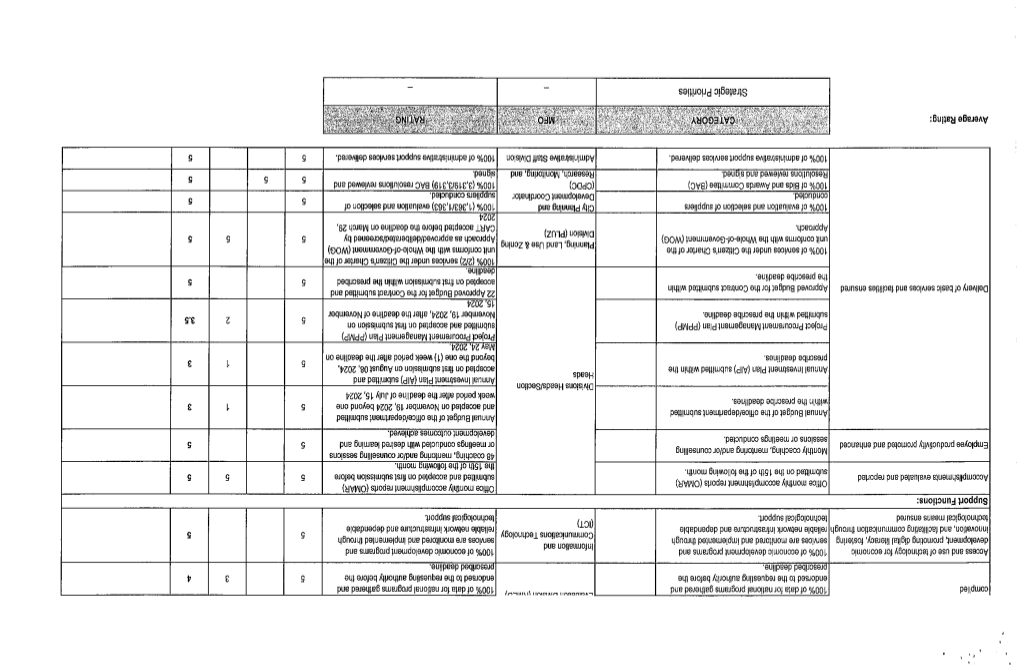 compiled
100% of data for national programs gathered and
endorsed to the requesting authority before the
prescribed deadline.
100% of data for national programs gathered and
endorsed to the requesting authority before the
prescribed deadline.
5
3
4
Access and use of technology for economic
development, promoting digital literacy, fostering
innovation, and facilitating communication through
technological means ensured
100% of economic development programs and
services are monitored and implemented through
reliable network infrastructure and dependable
technological support.
Information and
Communications Technology
(ICT)
100% of economic development programs and
services are monitored and implemented through
reliable network infrastructure and dependable
technological support.
5
5
Support Functions:
Accomplishments evaluated and reported
Office monthly accomplishment reports (OMAR)
submitted on the 15th of the following month.
Office monthly accomplishment reports (OMAR)
submitted and accepted on first submission before
the 15th of the following month.
5
5
5
Employee productivity promoted and enhanced
Monthly coaching, mentoring and/or counselling
sessions or meetings conducted.
48 coaching, mentoring and/or counselling sessions
or meetings conducted with desired learning and
development outcomes achieved.
5
5
Delivery of basic services and facilities ensured
Annual Budget of the office/department submitted
within the prescribe deadlines.
Divisions Heads/Section
Heads
Annual Budget of the office/department submitted
and accepted on November 19, 2024 beyond one
week period after the deadline of July 15, 2024
5
1
3
Annual Investment Plan (AIP) submitted within the
prescribe deadlines.
Annual Investment Plan (AIP) submitted and
accepted on first submission on August 08, 2024,
beyond the one (1) week period after the deadline on
May 24, 2024.
5
1
3
Project Procurement Management Plan (PPMP)
submitted within the prescribe deadline.
Project Procurement Management Plan (PPMP)
submitted and accepted on first submission on
November 19, 2024, after the deadline of November
15, 2024
5
2
3.5
Approved Budget for the Contract submitted within
the prescribe deadline.
22 Approved Budget for the Contract submitted and
accepted on first submission within the prescribed
deadline.
5
5
100% of services under the Citizen's Charter of the
unit conforms with the Whole-of-Government (WOG)
Approach.
Planning, Land Use & Zoning
Division (PLUZ)
100% (2/2) services under the Citizen's Charter of the
unit conforms with the Whole-of-Government (WOG)
Approach as approved/deliberated/screened by
CART accepted before the deadline on March 29,
2024
5
5
5
100% of evaluation and selection of suppliers
conducted.
City Planning and
Development Coordinator
(CPDC)
100% (1,363/1,363) evaluation and selection of
suppliers conducted.
5
5
100% of Bids and Awards Committee (BAC)
Resolutions reviewed and signed.
Research, Monitoring, and
100% (3,319/3,319) BAC resolutions reviewed and
signed.
5
5
5
100% of administrative support services delivered.
Administrative Staff Division
100% of administrative support services delivered.
5
5
Average Rating:
CATEGORY
MFO
RATING
Strategic Priorities
–
–